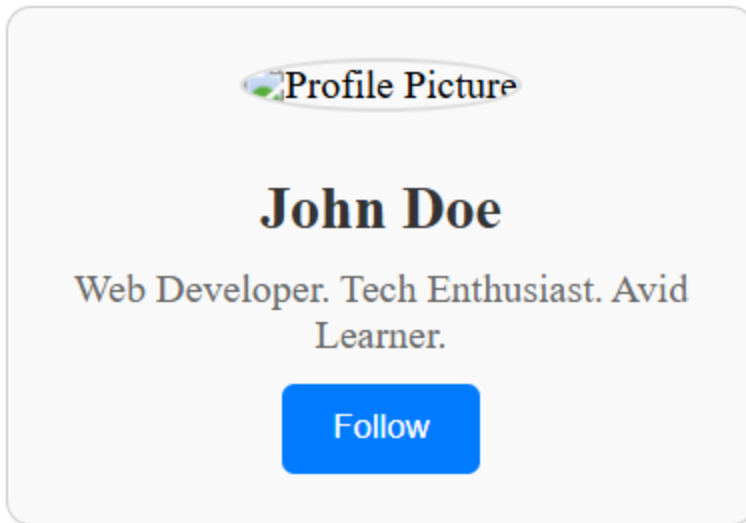 Profile Picture
John Doe
Web Developer. Tech Enthusiast. Avid
Learner.
Follow